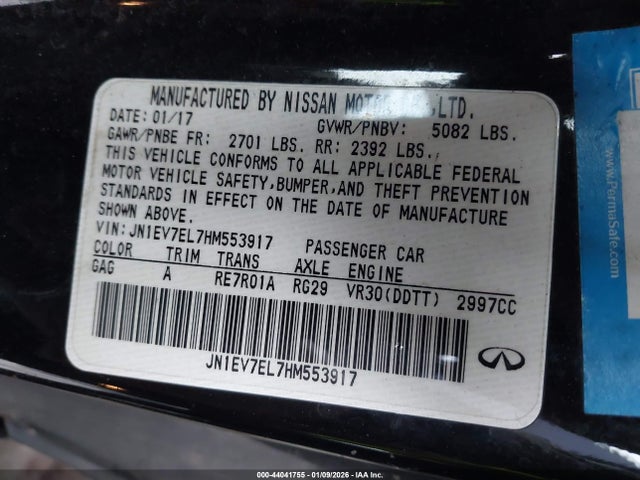 MANUFACTURED BY NISSAN LTD.
DATE: 01/17 GVWR/PNBV: 5082 LBS.
GAWR/PNBE FR: 2701 LBS. RR: 2392 LBS.
THIS VEHICLE CONFORMS TO ALL APPLICABLE FEDERAL
MOTOR VEHICLE SAFETY, BUMPER, AND THEFT PREVENTION
STANDARDS IN EFFECT ON THE DATE OF MANUFACTURE
SHOWN ABOVE.
VIN: JN1EV7EL7HM553917 PASSENGER CAR
COLOR TRIM TRANS AXLE ENGINE
GAG A RE7R01A RG29 VR30(DDTT) 2997CC
JN1EV7EL7HM553917
www.PermaSafe
000-44041755 - 01/09/2026 - IAA Inc.